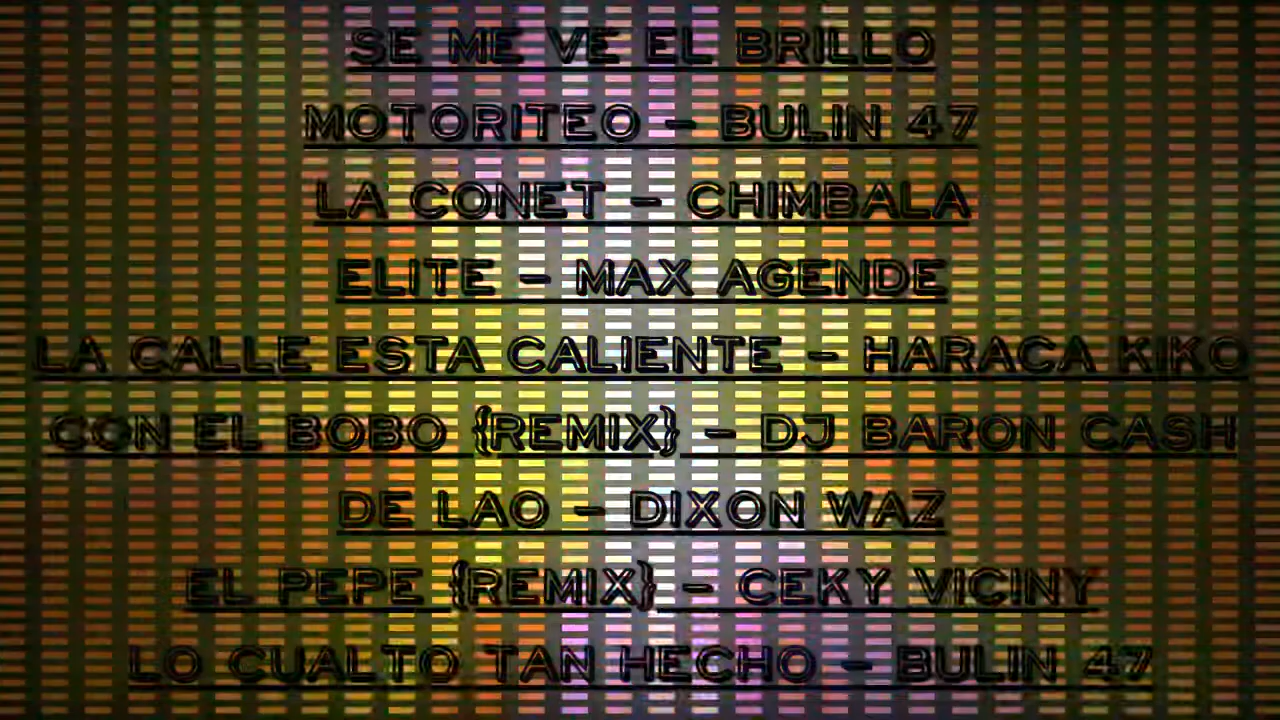 SE ME VE EL BRILLO
MOTORITEO - BULIN 47
LA CONET - CHIMBALA
ELITE - MAX AGENDE
LA CALLE ESTA CALIENTE - HARACA KIKO
CON EL BOBO {REMIX} - DJ BARON CASH
DE LAO - DIXON WAZ
EL PEPE {REMIX} - CEKY VICINY
LO CUALTO TAN HECHO - BULIN 47